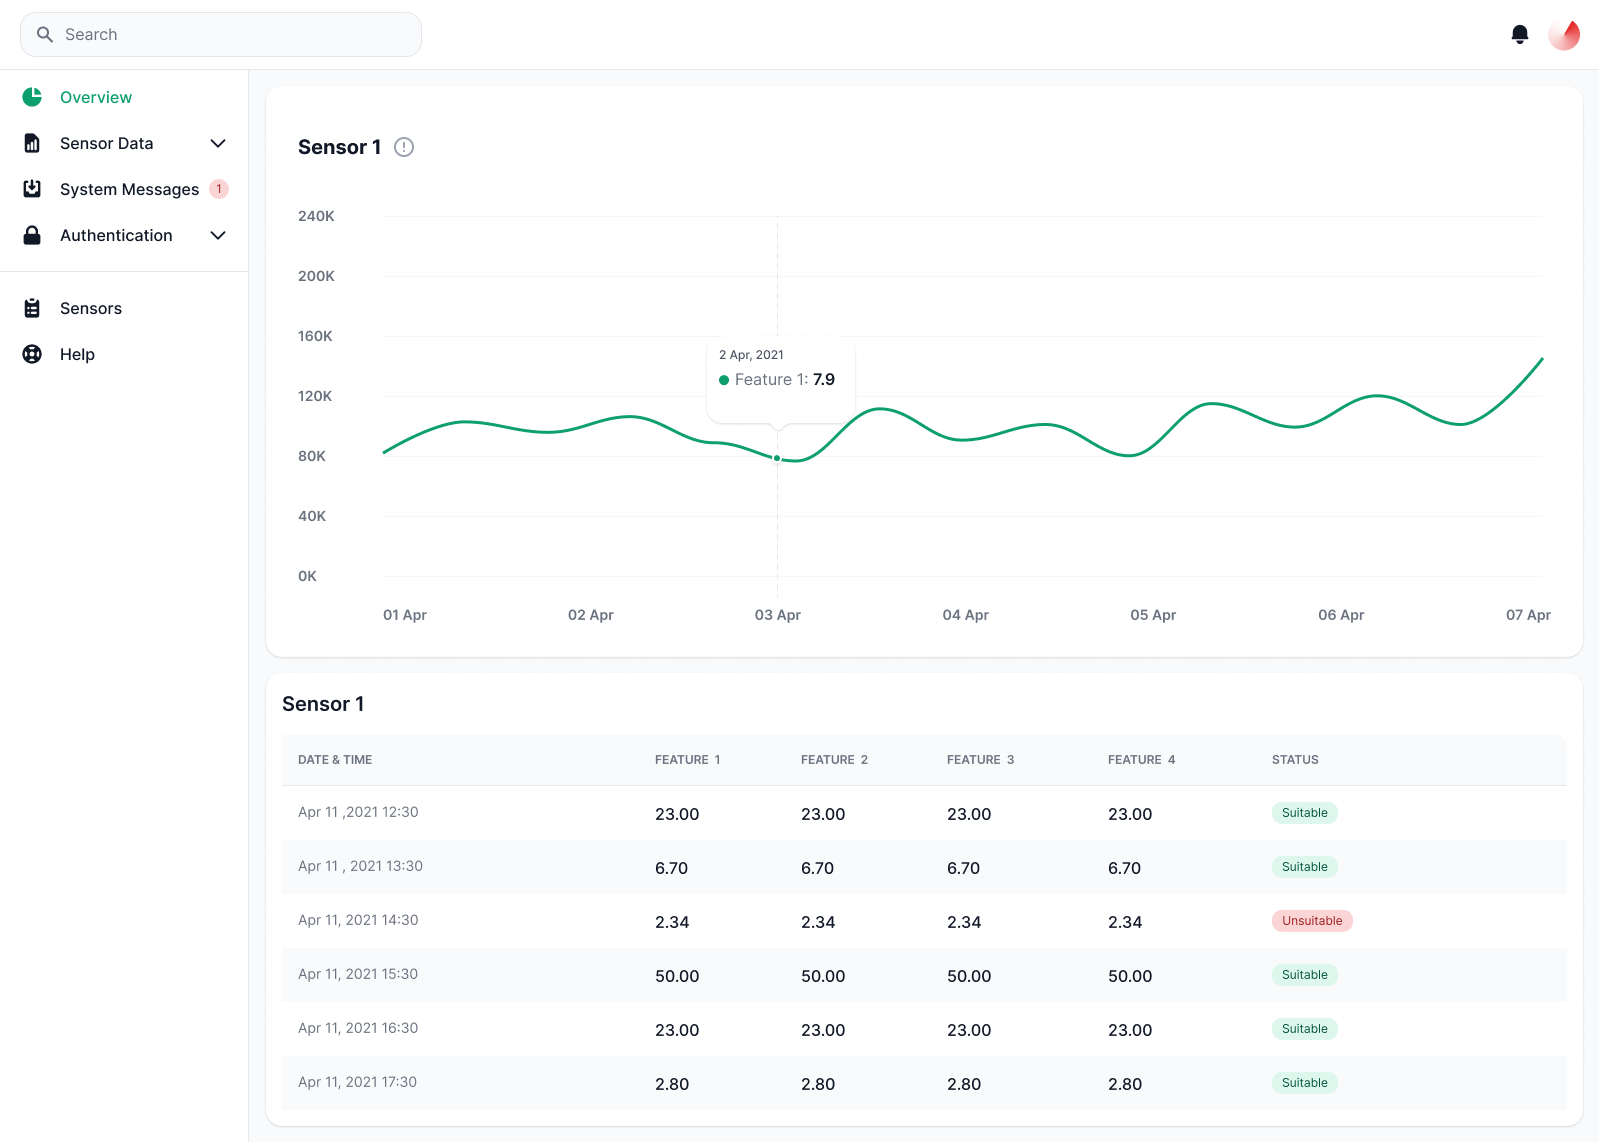 Search
Overview
Sensor Data
System Messages 1
Authentication
Sensors
Help
Sensor 1
240K
200K
160K
120K
80K
40K
0K
2 Apr, 2021
Feature 1: 7.9
01 Apr 02 Apr 03 Apr 04 Apr 05 Apr 06 Apr 07 Apr
Sensor 1
DATE & TIME FEATURE 1 FEATURE 2 FEATURE 3 FEATURE 4 STATUS
Apr 11 ,2021 12:30 23.00 23.00 23.00 23.00 Suitable
Apr 11 , 2021 13:30 6.70 6.70 6.70 6.70 Suitable
Apr 11, 2021 14:30 2.34 2.34 2.34 2.34 Unsuitable
Apr 11, 2021 15:30 50.00 50.00 50.00 50.00 Suitable
Apr 11, 2021 16:30 23.00 23.00 23.00 23.00 Suitable
Apr 11, 2021 17:30 2.80 2.80 2.80 2.80 Suitable